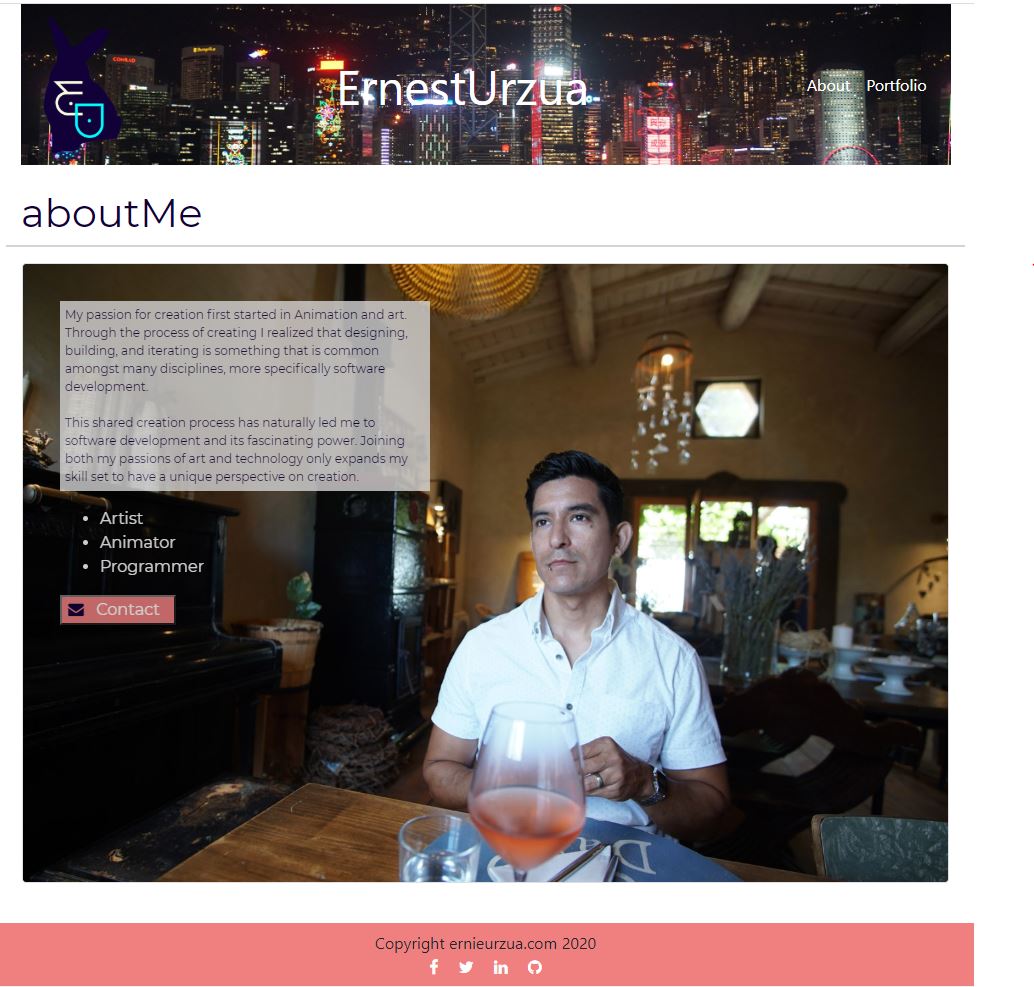 ErnestUrzua
About Portfolio
aboutMe
My passion for creation first started in Animation and art.
Through the process of creating I realized that designing,
building, and iterating is something that is common
amongst many disciplines, more specifically software
development.
This shared creation process has naturally led me to
software development and its fascinating power. Joining
both my passions of art and technology only expands my
skill set to have a unique perspective on creation.
Artist
Animator
Programmer
Contact
Copyright ernieurzua.com 2020